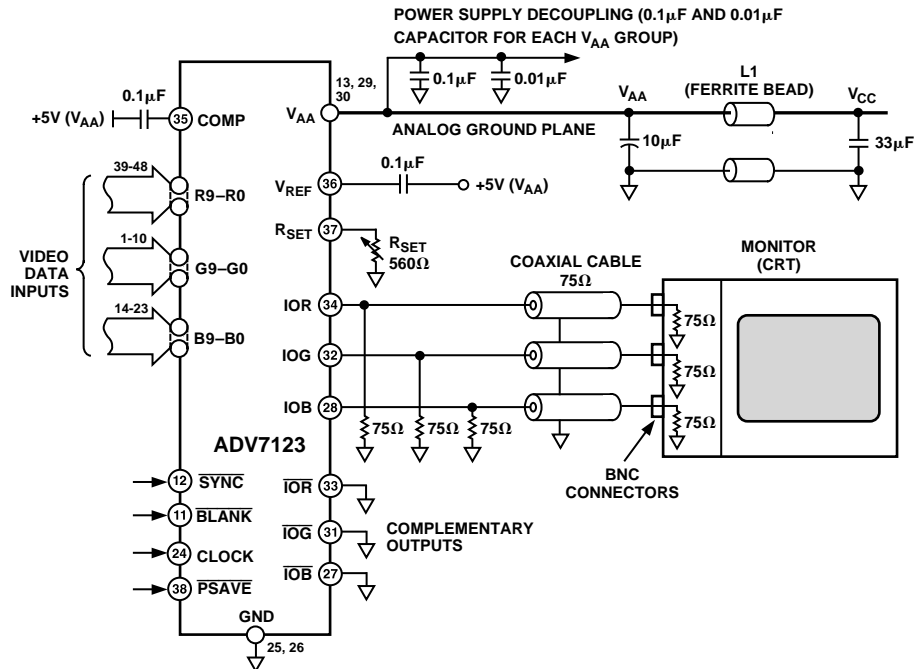 POWER SUPPLY DECOUPLING (0.1μF AND 0.01μF
CAPACITOR FOR EACH VAA GROUP)
0.1μF
0.01μF
13, 29,
30
VAA
ANALOG GROUND PLANE
VAA
L1
(FERRITE BEAD)
VCC
10μF
33μF
0.1μF
+5V (VAA)
35
COMP
0.1μF
VREF
36
+5V (VAA)
39-48
R9–R0
RSET
37
RSET
560Ω
VIDEO
DATA
INPUTS
1-10
G9–G0
14-23
B9–B0
COAXIAL CABLE
75Ω
MONITOR
(CRT)
IOR
34
75Ω
IOG
32
75Ω
IOB
28
75Ω
75Ω
75Ω
75Ω
ADV7123
BNC
CONNECTORS
12
SYNC
IOR
33
11
BLANK
IOG
31
COMPLEMENTARY
OUTPUTS
24
CLOCK
IOB
27
38
PSAVE
GND
25, 26